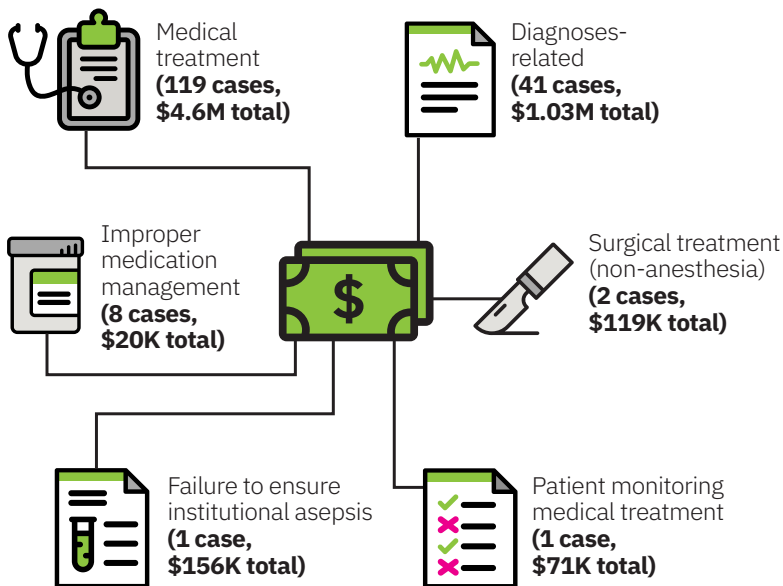 Medical
treatment
(119 cases,
$4.6M total)
Diagnoses-
related
(41 cases,
$1.03M total)
Improper
medication
management
(8 cases,
$20K total)
$
Surgical treatment
(non-anesthesia)
(2 cases,
$119K total)
Failure to ensure
institutional asepsis
(1 case,
$156K total)
Patient monitoring
medical treatment
(1 case,
$71K total)